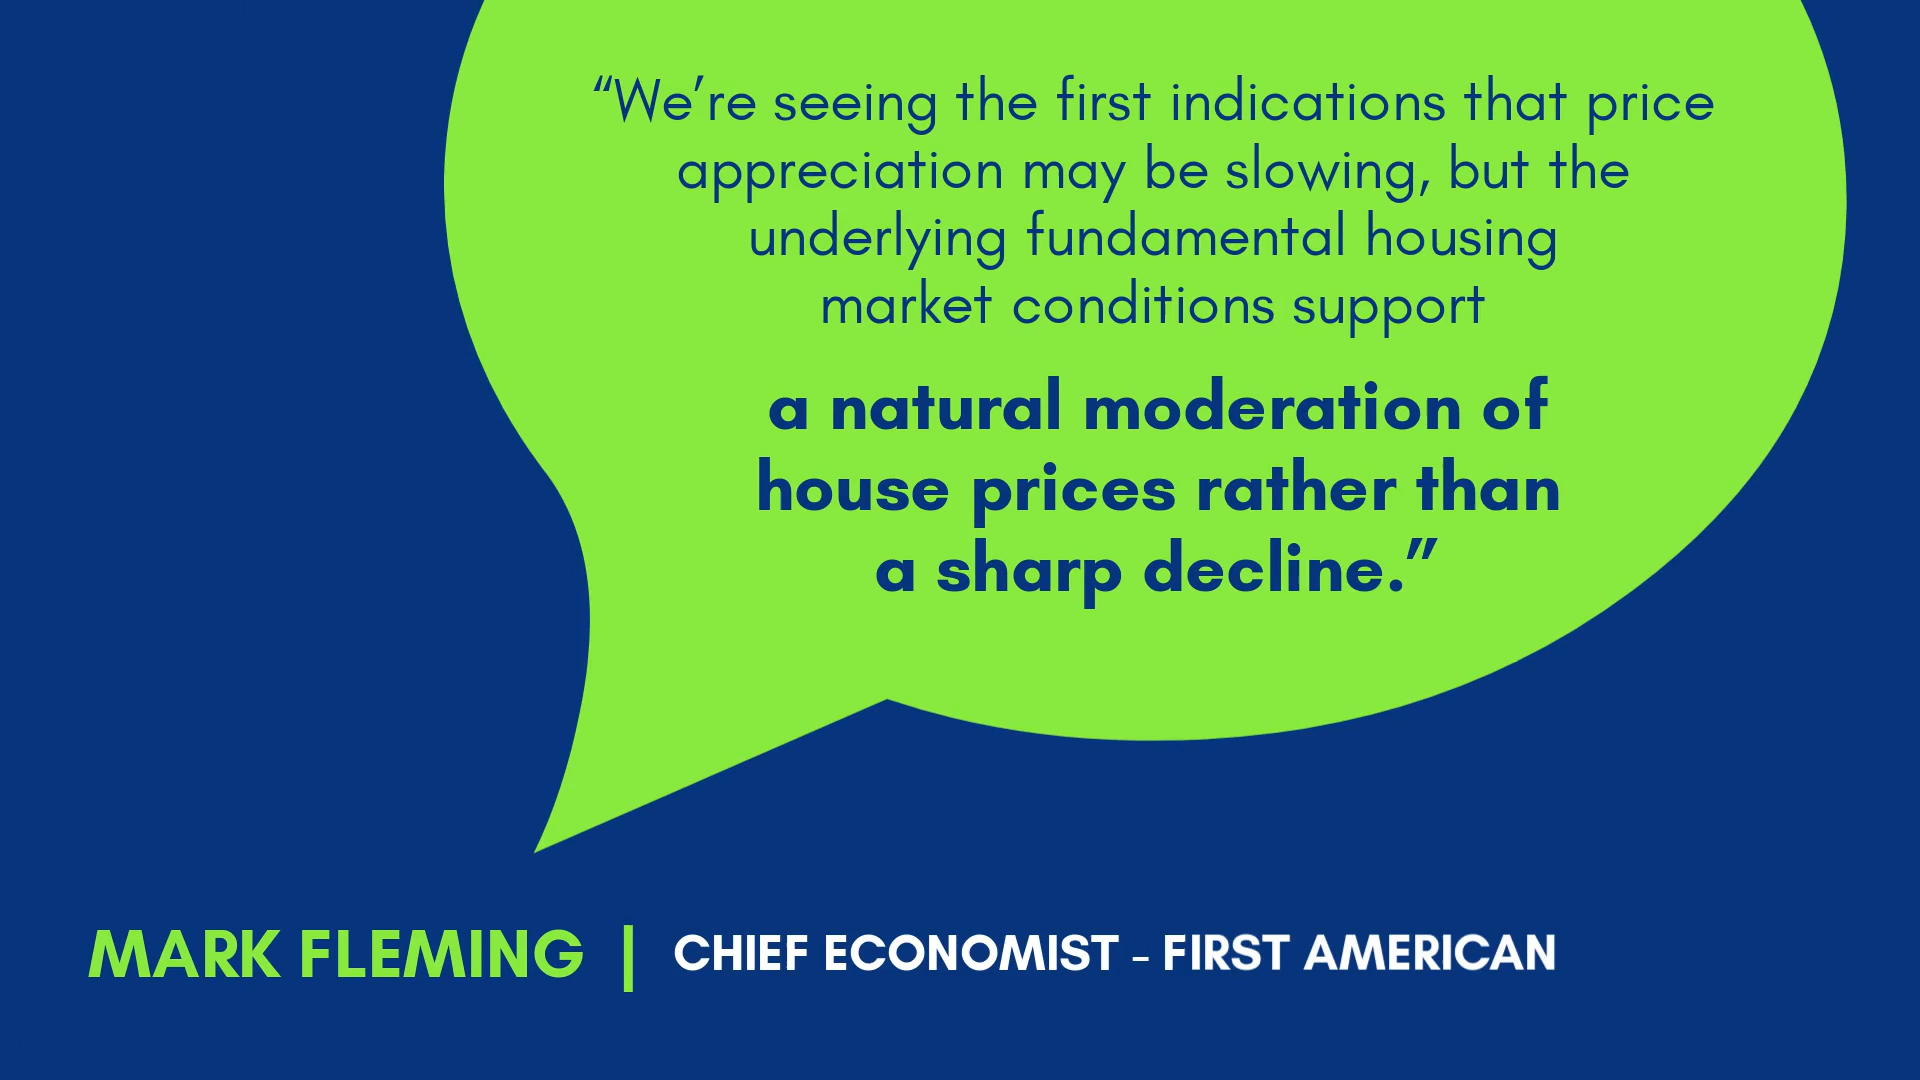 “We’re seeing the first indications that price
appreciation may be slowing, but the
underlying fundamental housing
market conditions support
a natural moderation of
house prices rather than
a sharp decline.”
MARK FLEMING | CHIEF ECONOMIST - FIRST AMERICAN